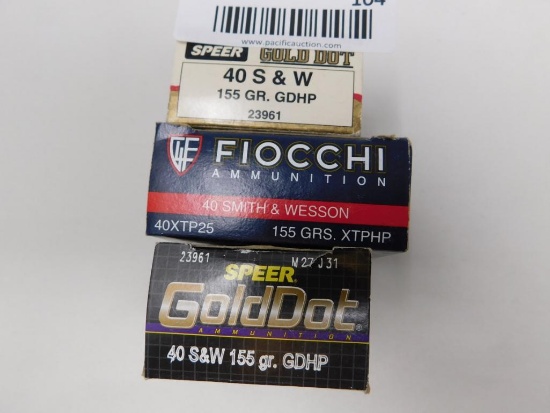 104
www.pacificauction.com
SPEER GOLD DOT
40 S & W
155 GR. GDHP
23961
FIOCCHI
AMMUNITION
40 SMITH & WESSON
40XTP25 155 GRS. XTPHP
23961 M27J31
SPEER
GoldDot
AMMUNITION
40 S&W 155 gr. GDHP